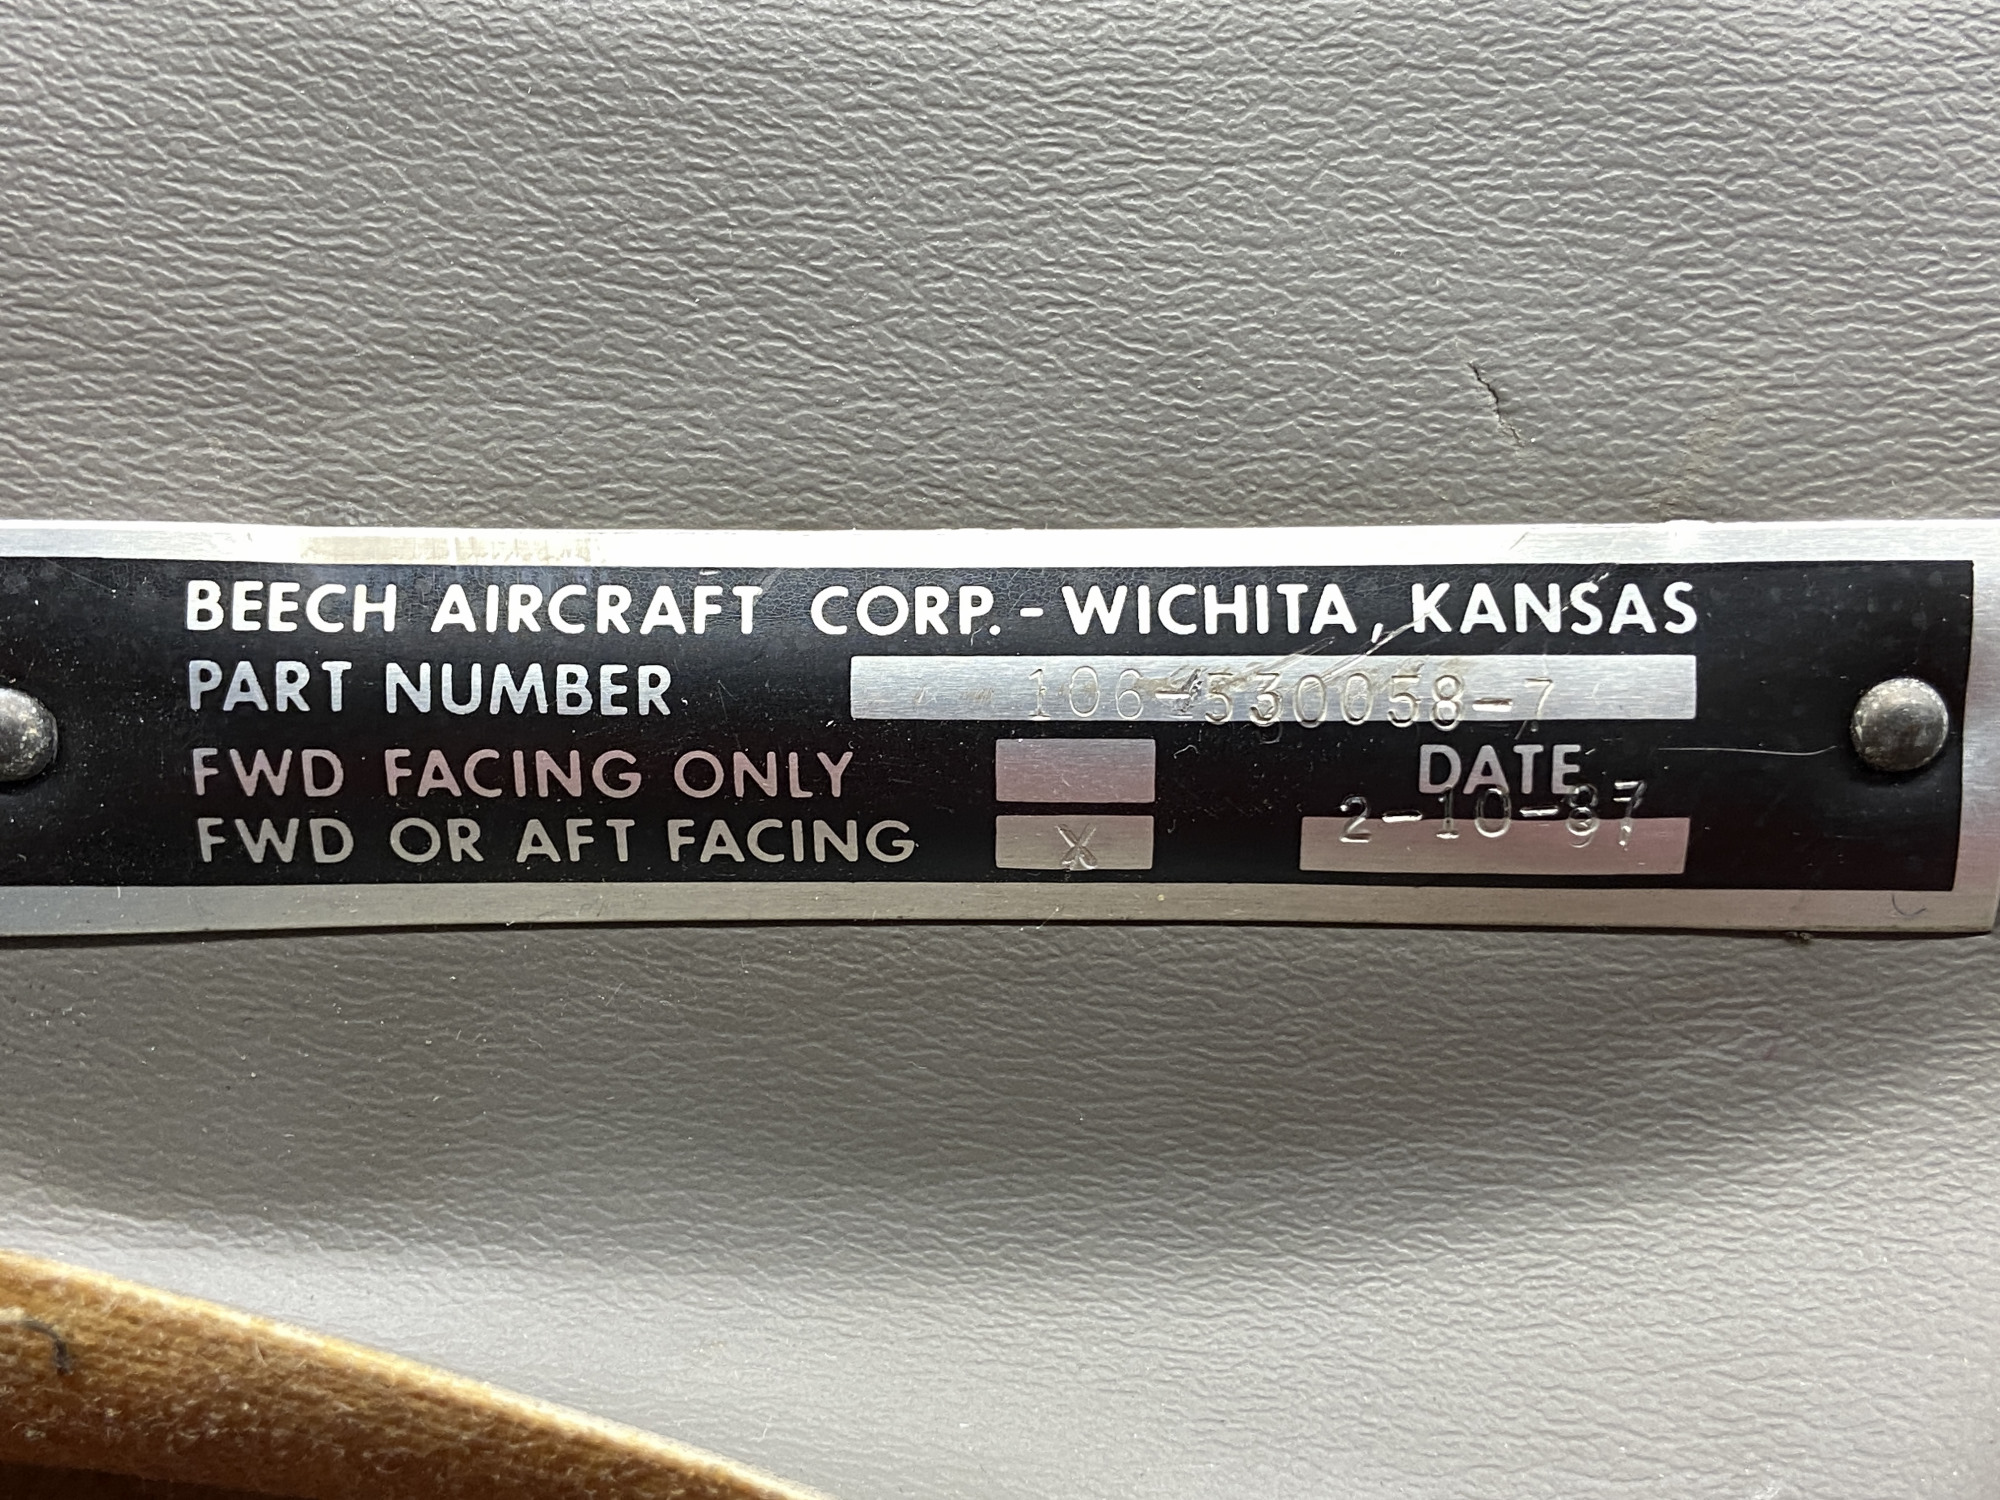 BEECH AIRCRAFT CORP.-WICHITA, KANSAS
PART NUMBER 106-530058-7
FWD FACING ONLY DATE
FWD OR AFT FACING X 2-10-87